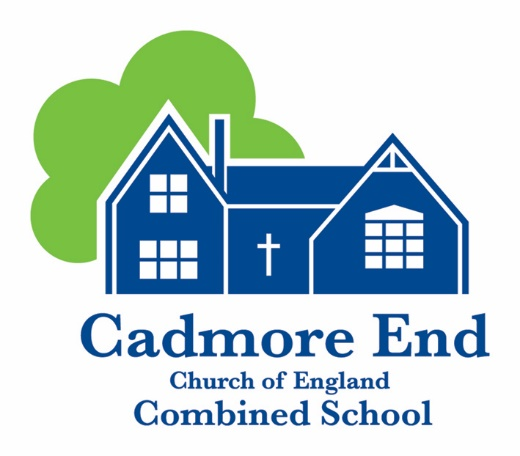 Cadmore End
Church of England
Combined School